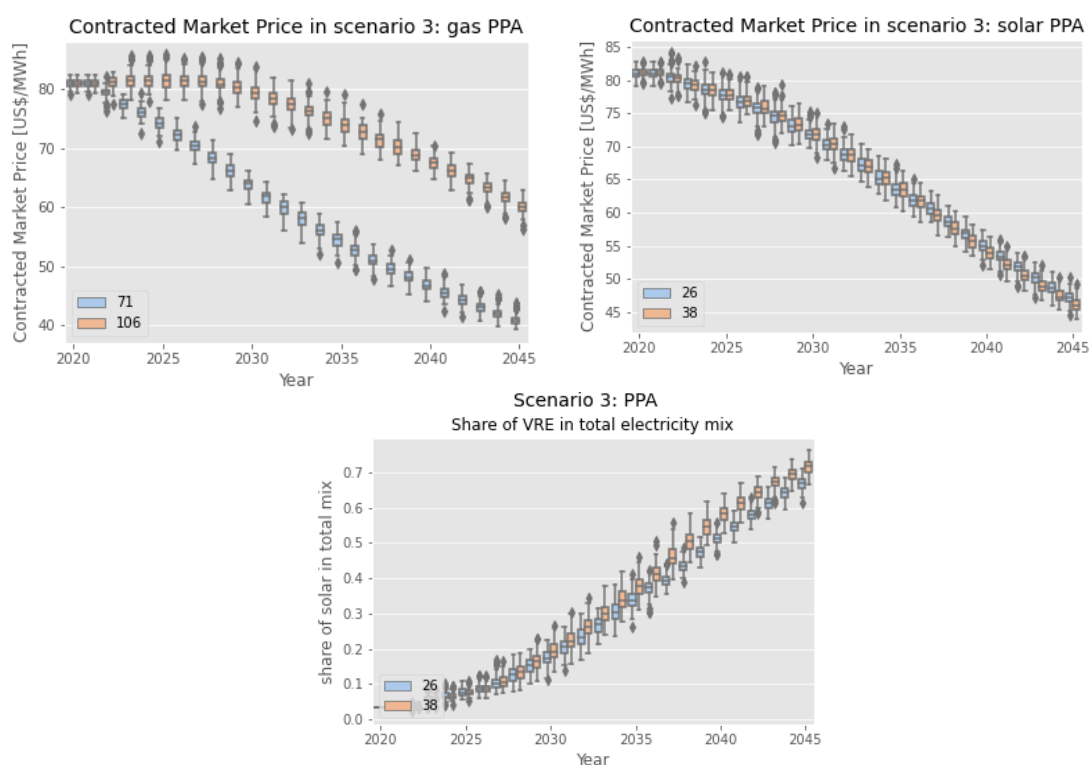 Contracted Market Price in scenario 3: gas PPA
Contracted Market Price [US$/MWh]
80
70
60
50
40
71
106
2020 2025 2030 2035 2040 2045
Year
Contracted Market Price in scenario 3: solar PPA
Contracted Market Price [US$/MWh]
85
80
75
70
65
60
55
50
45
26
38
2020 2025 2030 2035 2040 2045
Year
Scenario 3: PPA
Share of VRE in total electricity mix
share of solar in total mix
0.7
0.6
0.5
0.4
0.3
0.2
0.1
0.0
26
38
2020 2025 2030 2035 2040 2045
Year